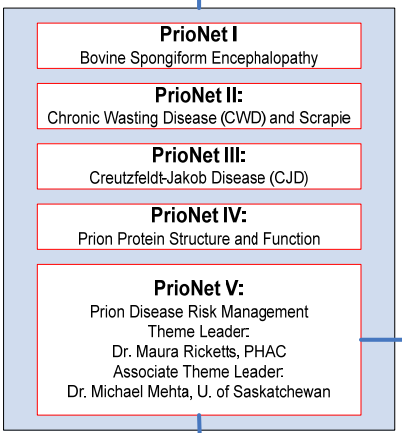 PrioNet I
Bovine Spongiform Encephalopathy
PrioNet II:
Chronic Wasting Disease (CWD) and Scrapie
PrioNet III:
Creutzfeldt-Jakob Disease (CJD)
PrioNet IV:
Prion Protein Structure and Function
PrioNet V:
Prion Disease Risk Management
Theme Leader:
Dr. Maura Ricketts, PHAC
Associate Theme Leader:
Dr. Michael Mehta, U. of Saskatchewan